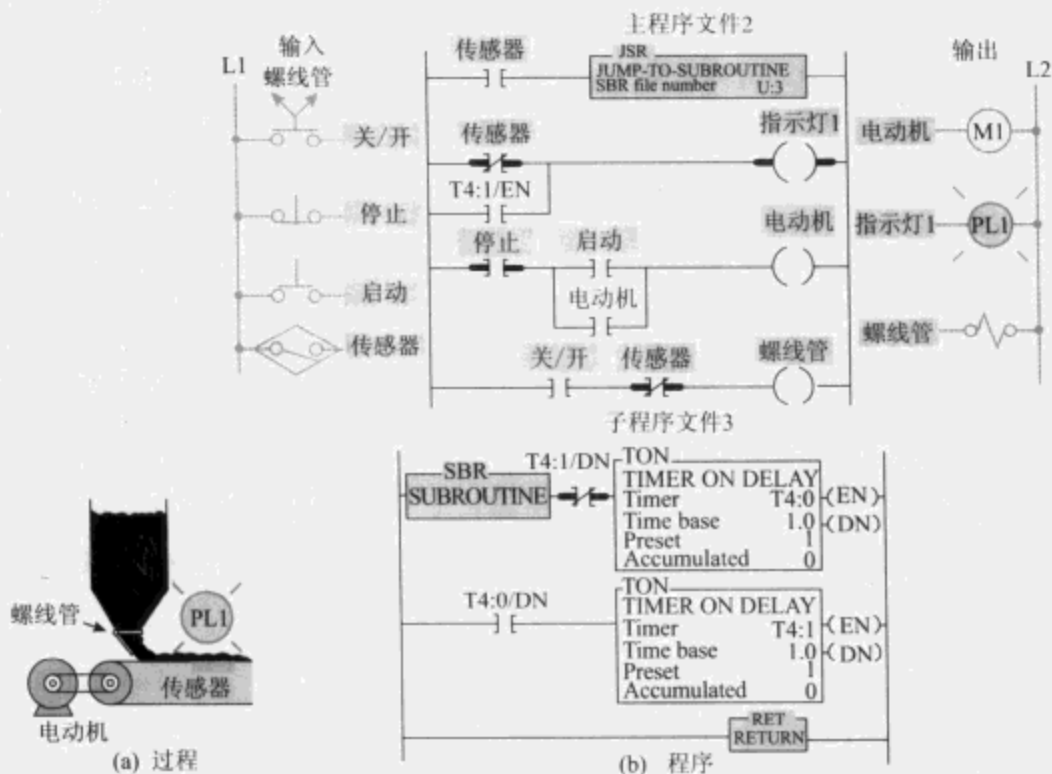 主程序文件2
输入
L1
螺线管
关/开
停止
启动
传感器
传感器
JSR
JUMP-TO-SUBROUTINE
SBR file number U:3
传感器
指示灯1
T4:1/EN
停止
启动
电动机
电动机
关/开
传感器
螺线管
输出
L2
电动机
M1
指示灯1
PL1
螺线管
子程序文件3
SBR
SUBROUTINE
T4:1/DN
TON
TIMER ON DELAY
Timer T4:0
Time base 1.0
Preset 1
Accumulated 0
(EN)
(DN)
T4:0/DN
TON
TIMER ON DELAY
Timer T4:1
Time base 1.0
Preset 1
Accumulated 0
(EN)
(DN)
RET
RETURN
螺线管
PL1
传感器
电动机
(a) 过程
(b) 程序